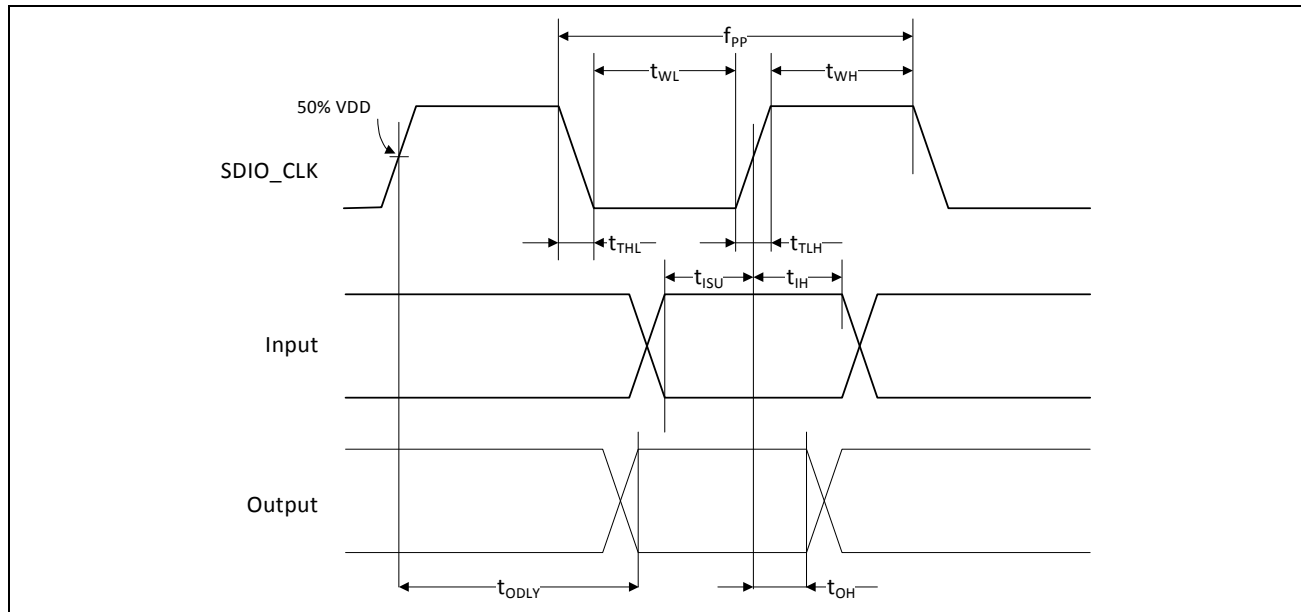 fPP
tWL
tWH
50% VDD
SDIO_CLK
tTHL
tTLH
tISU
tIH
Input
Output
tODLY
tOH